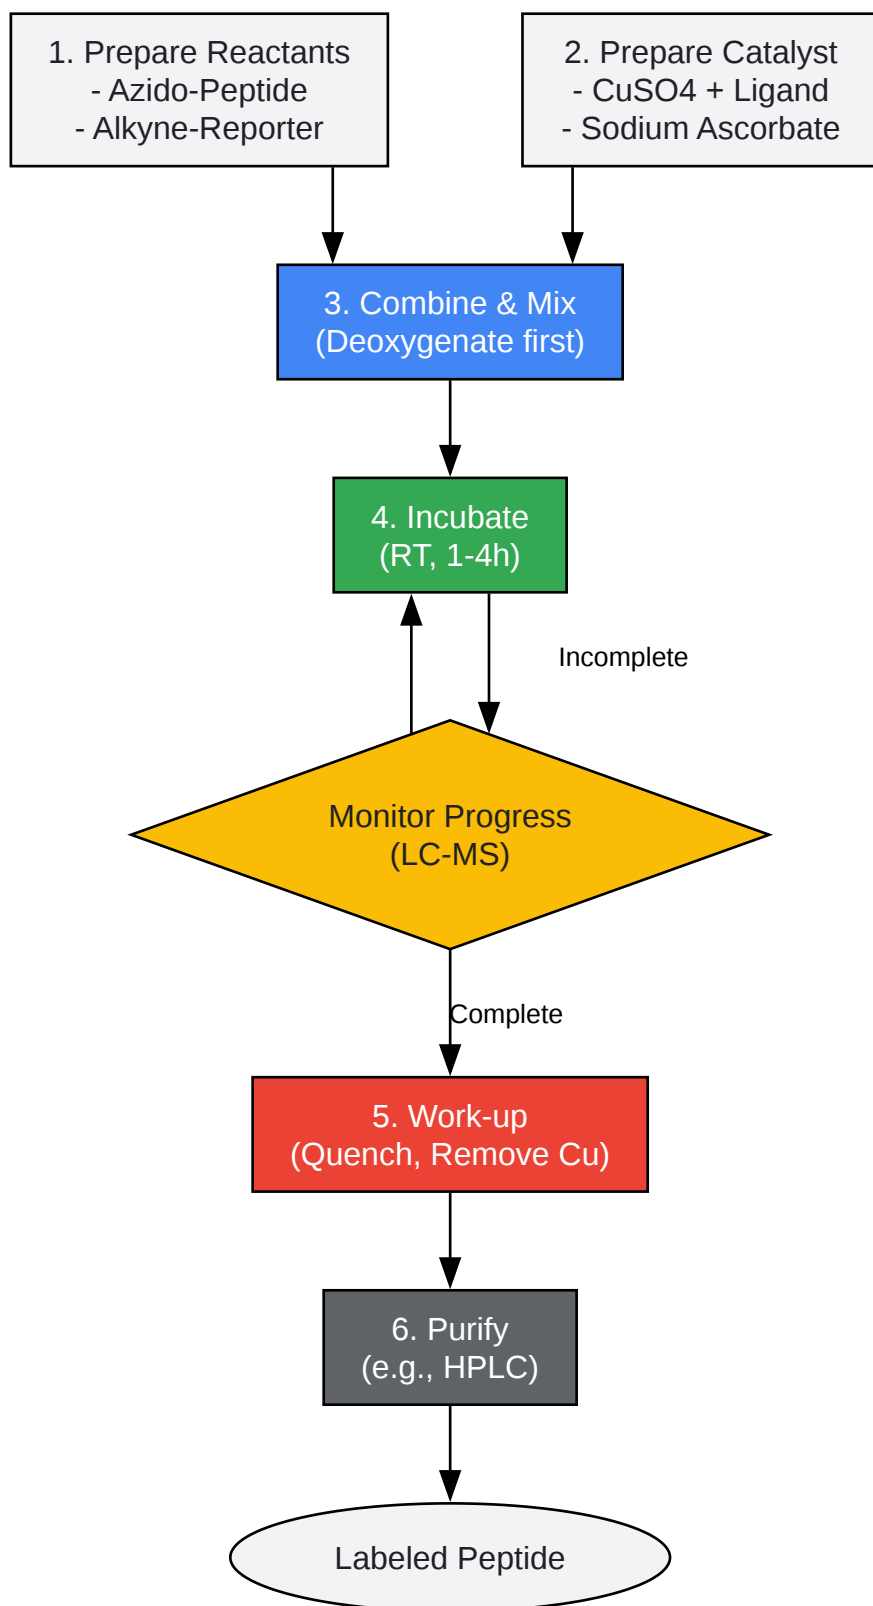 1. Prepare Reactants
- Azido-Peptide
- Alkyne-Reporter
2. Prepare Catalyst
- CuSO4 + Ligand
- Sodium Ascorbate
3. Combine & Mix
(Deoxygenate first)
4. Incubate
(RT, 1-4h)
Incomplete
Monitor Progress
(LC-MS)
Complete
5. Work-up
(Quench, Remove Cu)
6. Purify
(e.g., HPLC)
Labeled Peptide